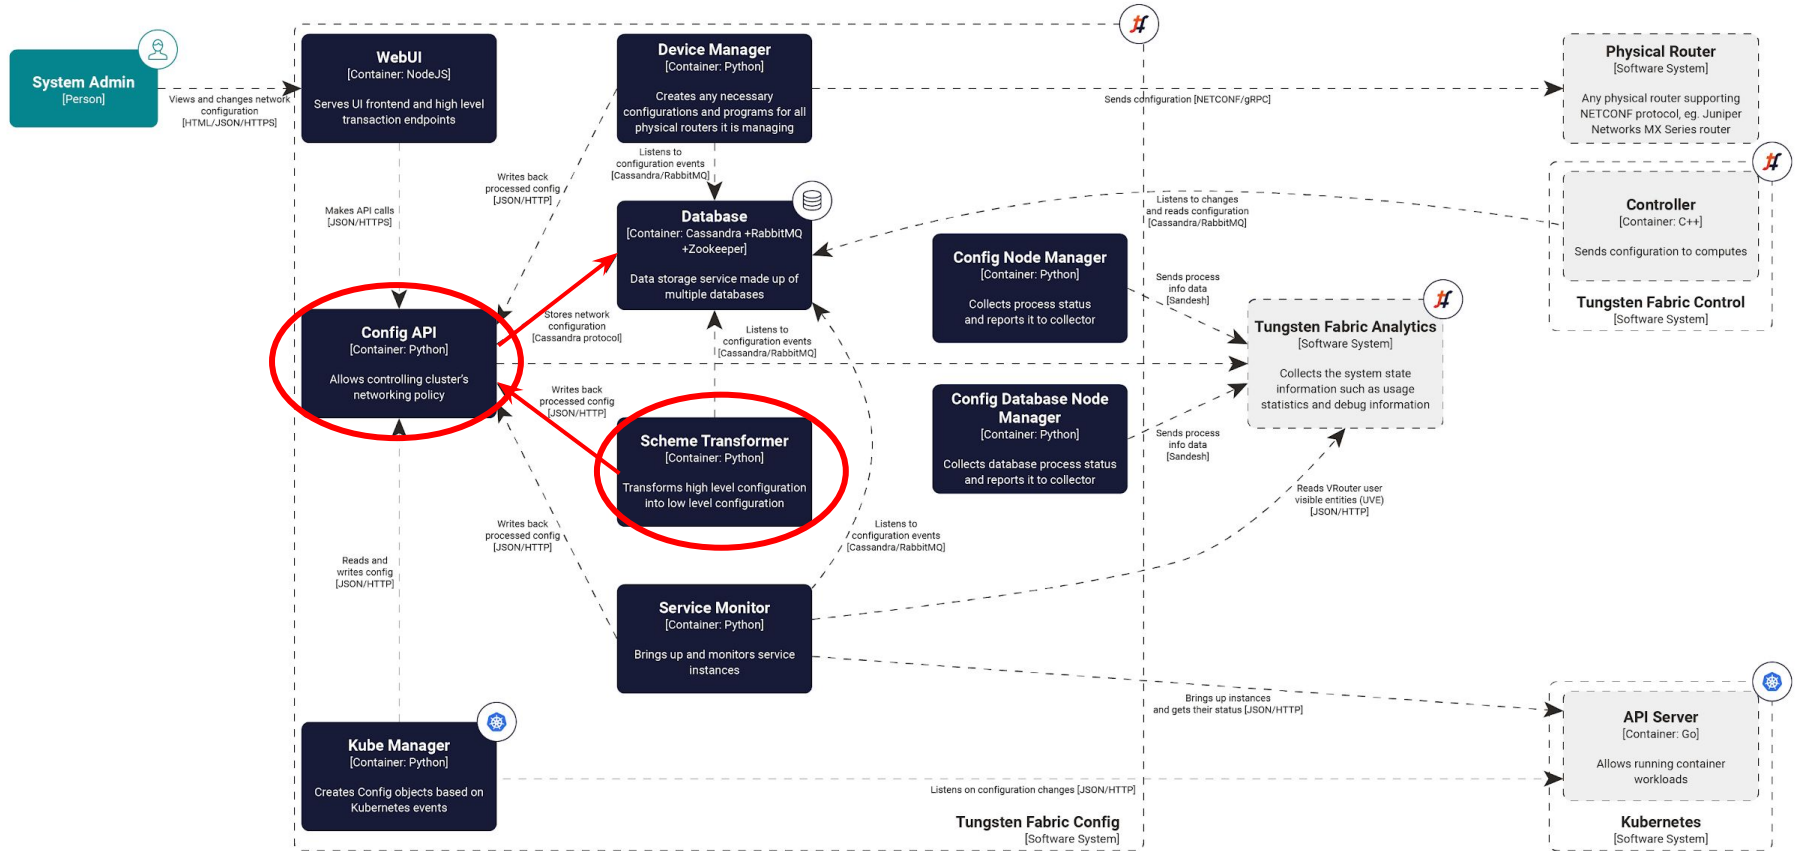 System Admin
[Person]
Views and changes network
configuration
[HTML/JSON/HTTPS]
WebUI
[Container: NodeJS]
Serves UI frontend and high level
transaction endpoints
Device Manager
[Container: Python]
Creates any necessary
configurations and programs for all
physical routers it is managing
Sends configuration [NETCONF/gRPC]
Physical Router
[Software System]
Any physical router supporting
NETCONF protocol, eg. Juniper
Networks MX Series router
Makes API calls
[JSON/HTTPS]
Writes back
processed config
[JSON/HTTP]
Listens to
configuration events
[Cassandra/RabbitMQ]
Database
[Container: Cassandra +RabbitMQ
+Zookeeper]
Data storage service made up of
multiple databases
Listens to changes
and reads configuration
[Cassandra/RabbitMQ]
Controller
[Container: C++]
Sends configuration to computes
Tungsten Fabric Control
[Software System]
Config API
[Container: Python]
Allows controlling cluster's
networking policy
Stores network
configuration
[Cassandra protocol]
Listens to
configuration events
[Cassandra/RabbitMQ]
Config Node Manager
[Container: Python]
Collects process status
and reports it to collector
Sends process
info data
[Sandesh]
Tungsten Fabric Analytics
[Software System]
Collects the system state
information such as usage
statistics and debug information
Writes back
processed config
[JSON/HTTP]
Scheme Transformer
[Container: Python]
Transforms high level configuration
into low level configuration
Config Database Node
Manager
[Container: Python]
Collects database process status
and reports it to collector
Sends process
info data
[Sandesh]
Reads VRouter user
visible entities (UVE)
[JSON/HTTP]
Writes back
processed config
[JSON/HTTP]
Listens to
configuration events
[Cassandra/RabbitMQ]
Reads and
writes config
[JSON/HTTP]
Service Monitor
[Container: Python]
Brings up and monitors service
instances
Brings up instances
and gets their status [JSON/HTTP]
API Server
[Container: Go]
Allows running container
workloads
Kubernetes
[Software System]
Kube Manager
[Container: Python]
Creates Config objects based on
Kubernetes events
Listens on configuration changes [JSON/HTTP]
Tungsten Fabric Config
[Software System]